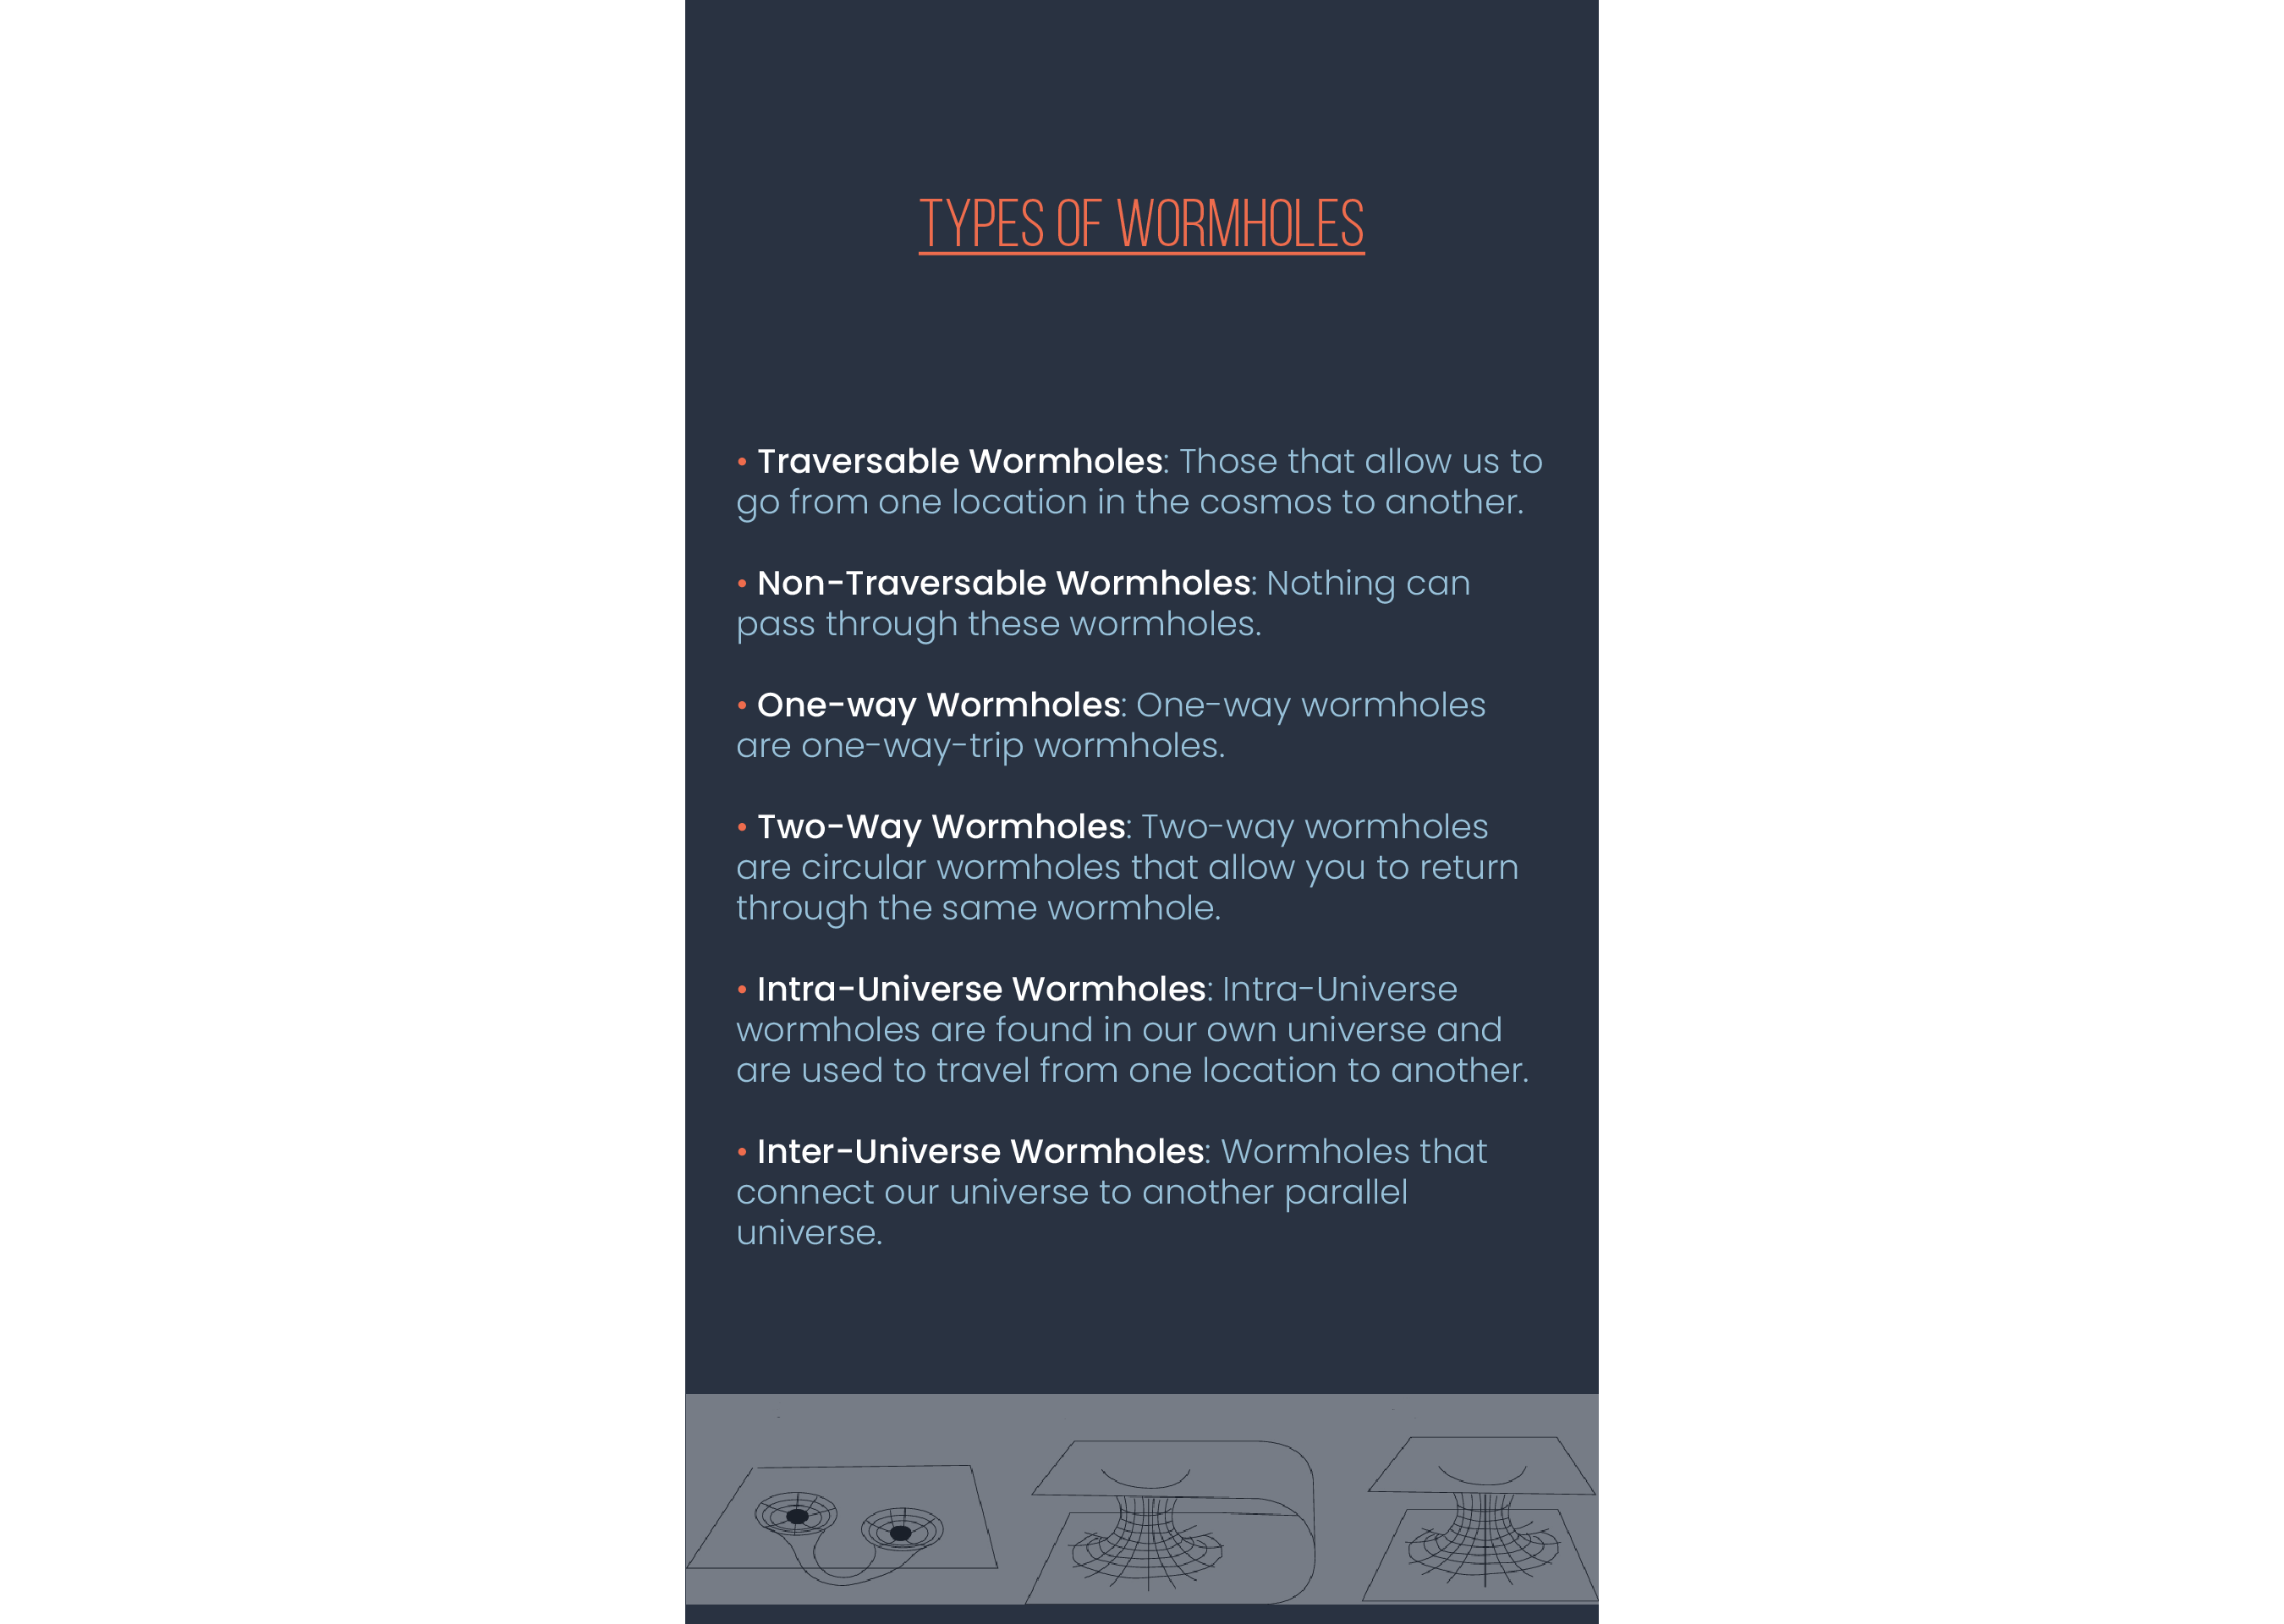 TYPES OF WORMHOLES
• Traversable Wormholes: Those that allow us to
go from one location in the cosmos to another.
• Non-Traversable Wormholes: Nothing can
pass through these wormholes.
• One-way Wormholes: One-way wormholes
are one-way-trip wormholes.
• Two-Way Wormholes: Two-way wormholes
are circular wormholes that allow you to return
through the same wormhole.
• Intra-Universe Wormholes: Intra-Universe
wormholes are found in our own universe and
are used to travel from one location to another.
• Inter-Universe Wormholes: Wormholes that
connect our universe to another parallel
universe.